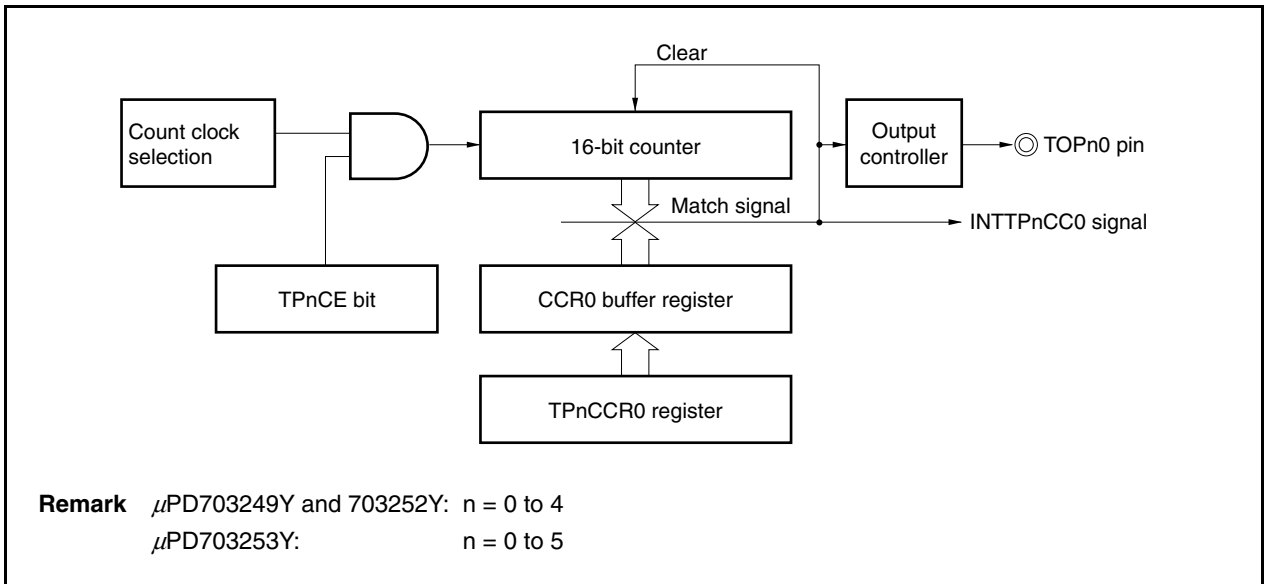 Clear
Count clock
selection
16-bit counter
Output
controller
TOPn0 pin
Match signal
INTTPnCC0 signal
TPnCE bit
CCR0 buffer register
TPnCCR0 register
Remark μPD703249Y and 703252Y: n = 0 to 4
μPD703253Y: n = 0 to 5